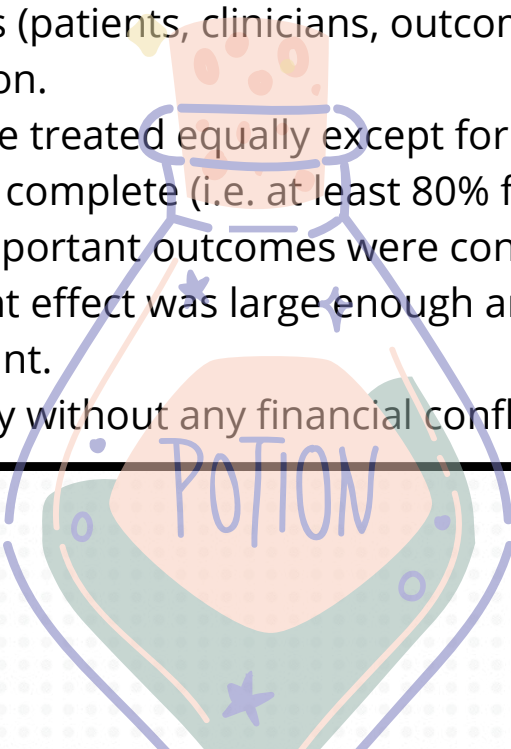 s (patients, clinicians, outcon
on.
e treated equally except for
complete (i.e. at least 80% f
portant outcomes were con
nt effect was large enough a
nt.
y without any financial confl
POTION